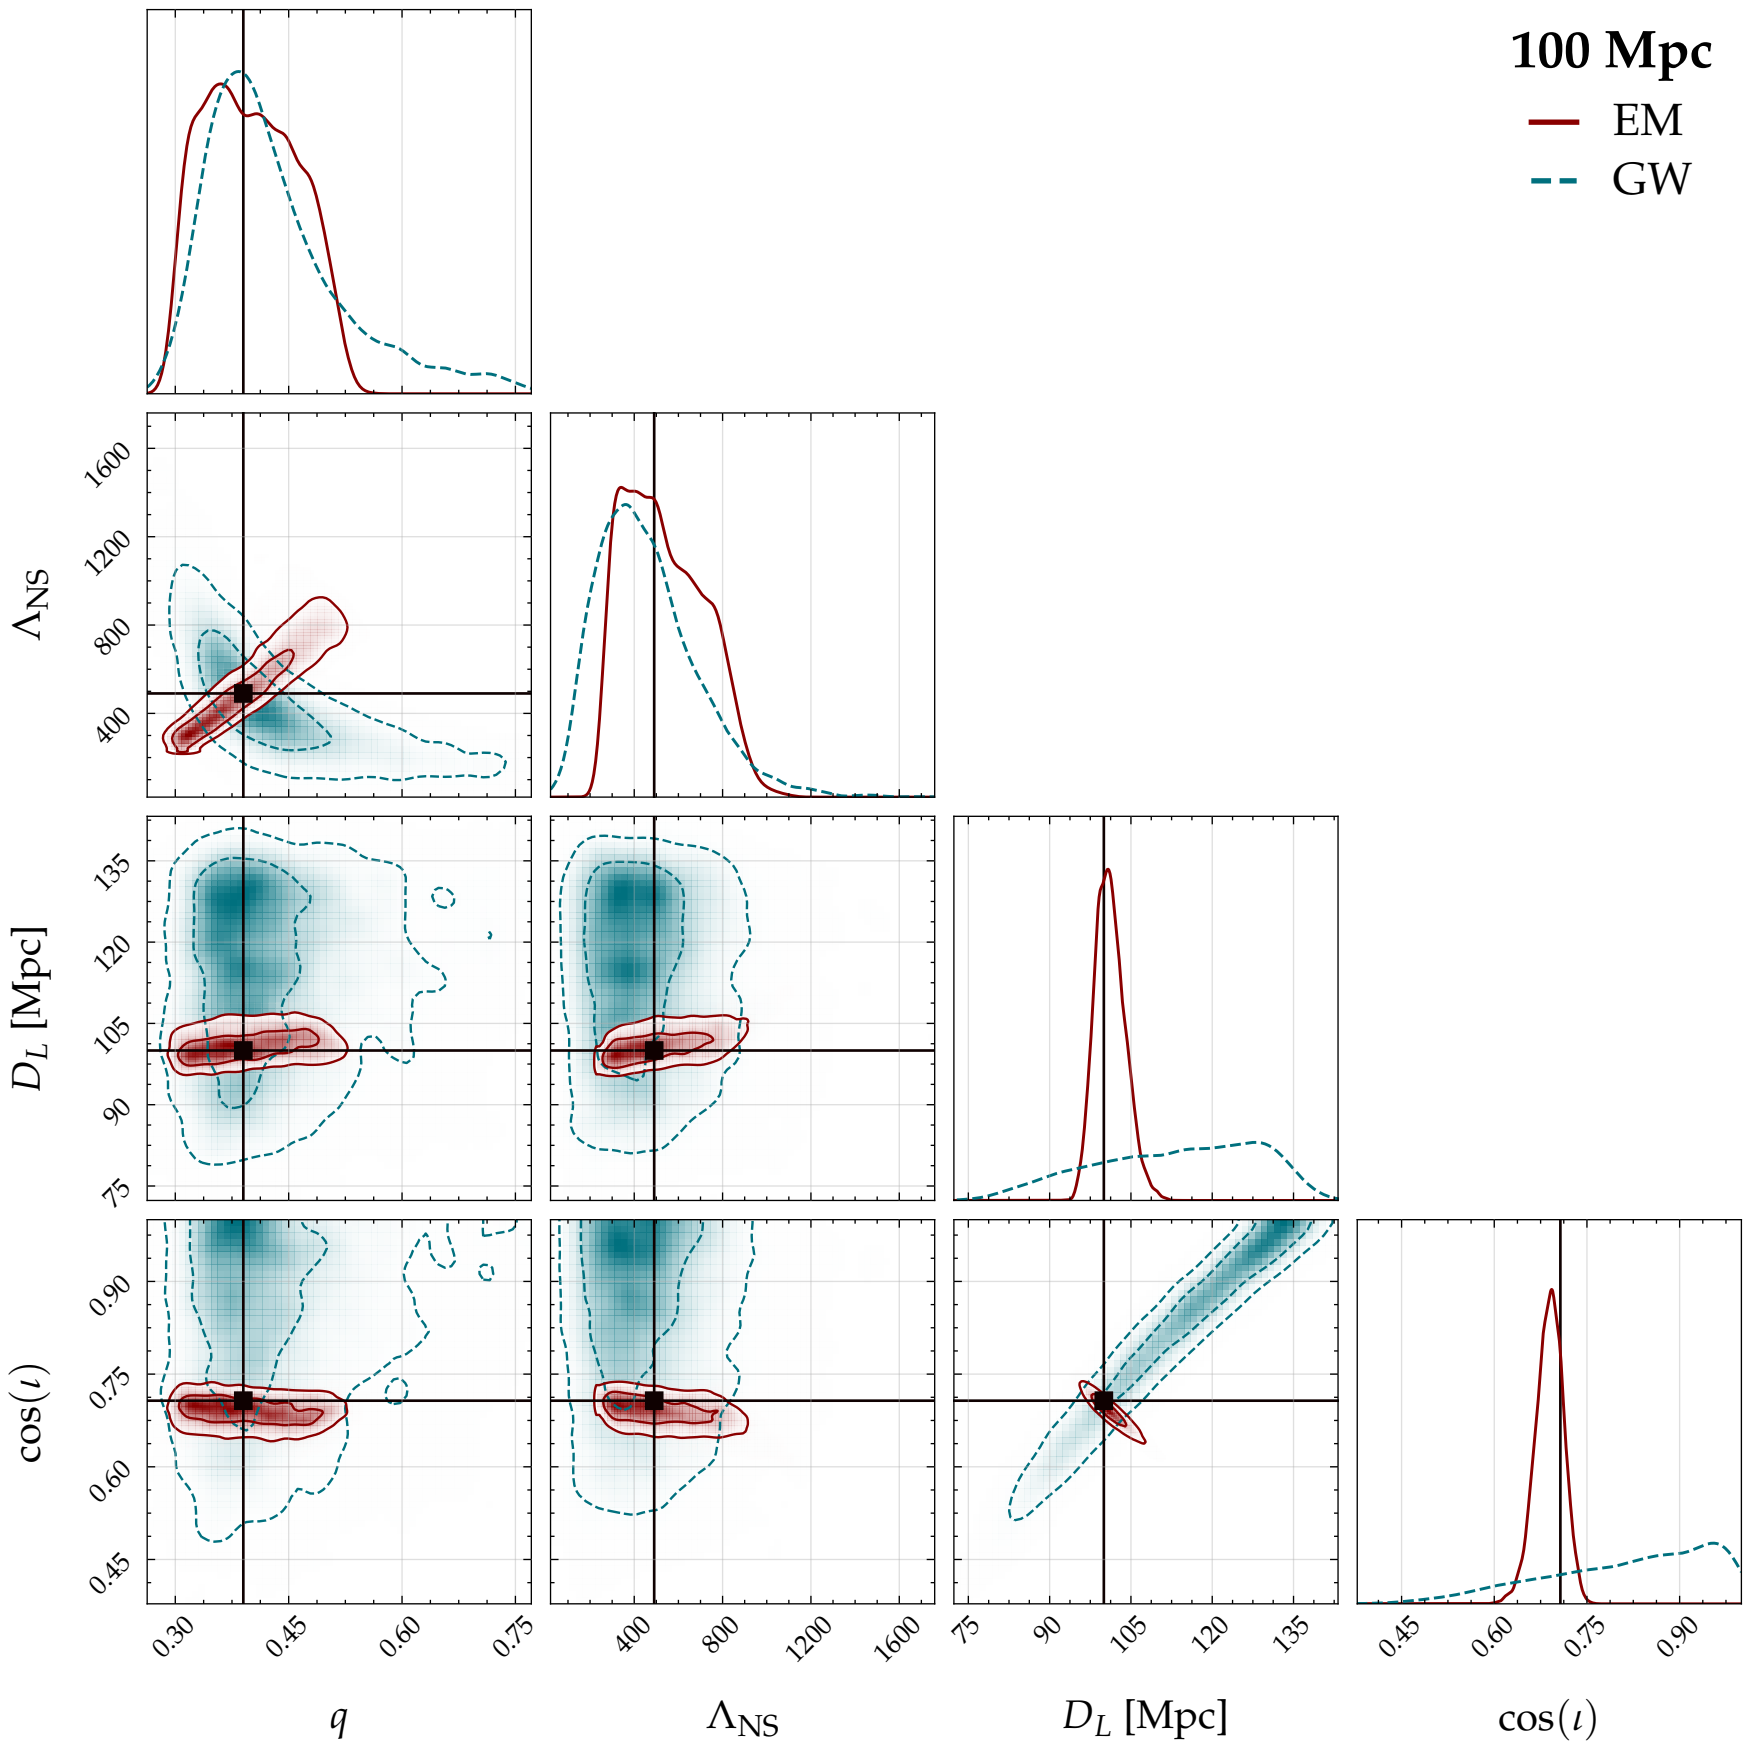 100 Mpc
EM
GW
Λ_NS
1600
1200
800
400
D_L [Mpc]
135
120
105
90
75
cos(ι)
0.90
0.75
0.60
0.45
0.30 0.45 0.60 0.75
400 800 1200 1600
75 90 105 120 135
0.45 0.60 0.75 0.90
q
Λ_NS
D_L [Mpc]
cos(ι)